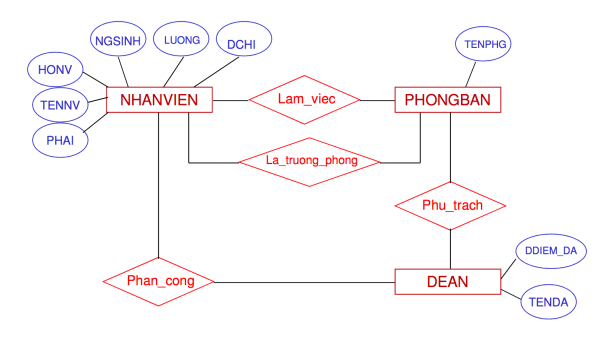 NGSINH
LUONG
DCHI
TENPHG
HONV
TENNV
PHAI
NHANVIEN
Lam_viec
PHONGBAN
La_truong_phong
Phu_trach
Phan_cong
DEAN
DDIEM_DA
TENDA